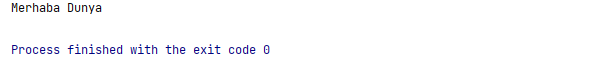 Merhaba Dunya
Process finished with the exit code 0